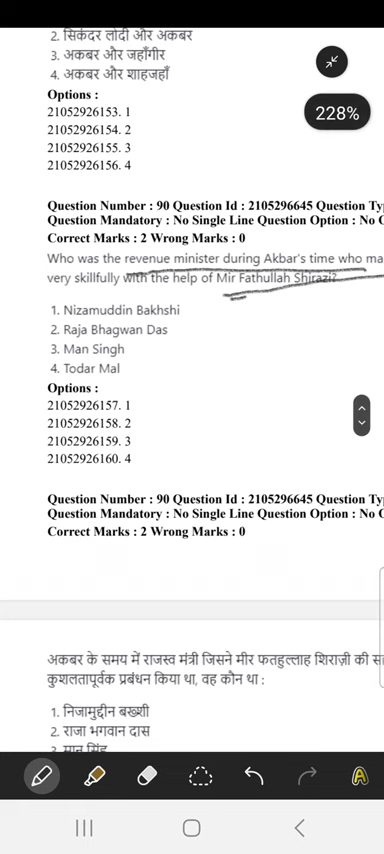 2. सिकंदर लोदी और अकबर
3. अकबर और जहाँगीर
4. अकबर और शाहजहाँ
Options :
21052926153. 1
21052926154. 2
21052926155. 3
21052926156. 4
228%
Question Number : 90 Question Id : 2105296645 Question Ty
Question Mandatory : No Single Line Question Option : No
Correct Marks : 2 Wrong Marks : 0
Who was the revenue minister during Akbar's time who ma
very skillfully with the help of Mir Fathullah Shirazi?
1. Nizamuddin Bakhshi
2. Raja Bhagwan Das
3. Man Singh
4. Todar Mal
Options :
21052926157. 1
21052926158. 2
21052926159. 3
21052926160. 4
Question Number : 90 Question Id : 2105296645 Question Ty
Question Mandatory : No Single Line Question Option : No
Correct Marks : 2 Wrong Marks : 0
अकबर के समय में राजस्व मंत्री जिसने मीर फतहुल्लाह शिराज़ी की
कुशलतापूर्वक प्रबंधन किया था, वह कौन था :
1. निजामुद्दीन बख्शी
2. राजा भगवान दास
3. मान सिंह
A